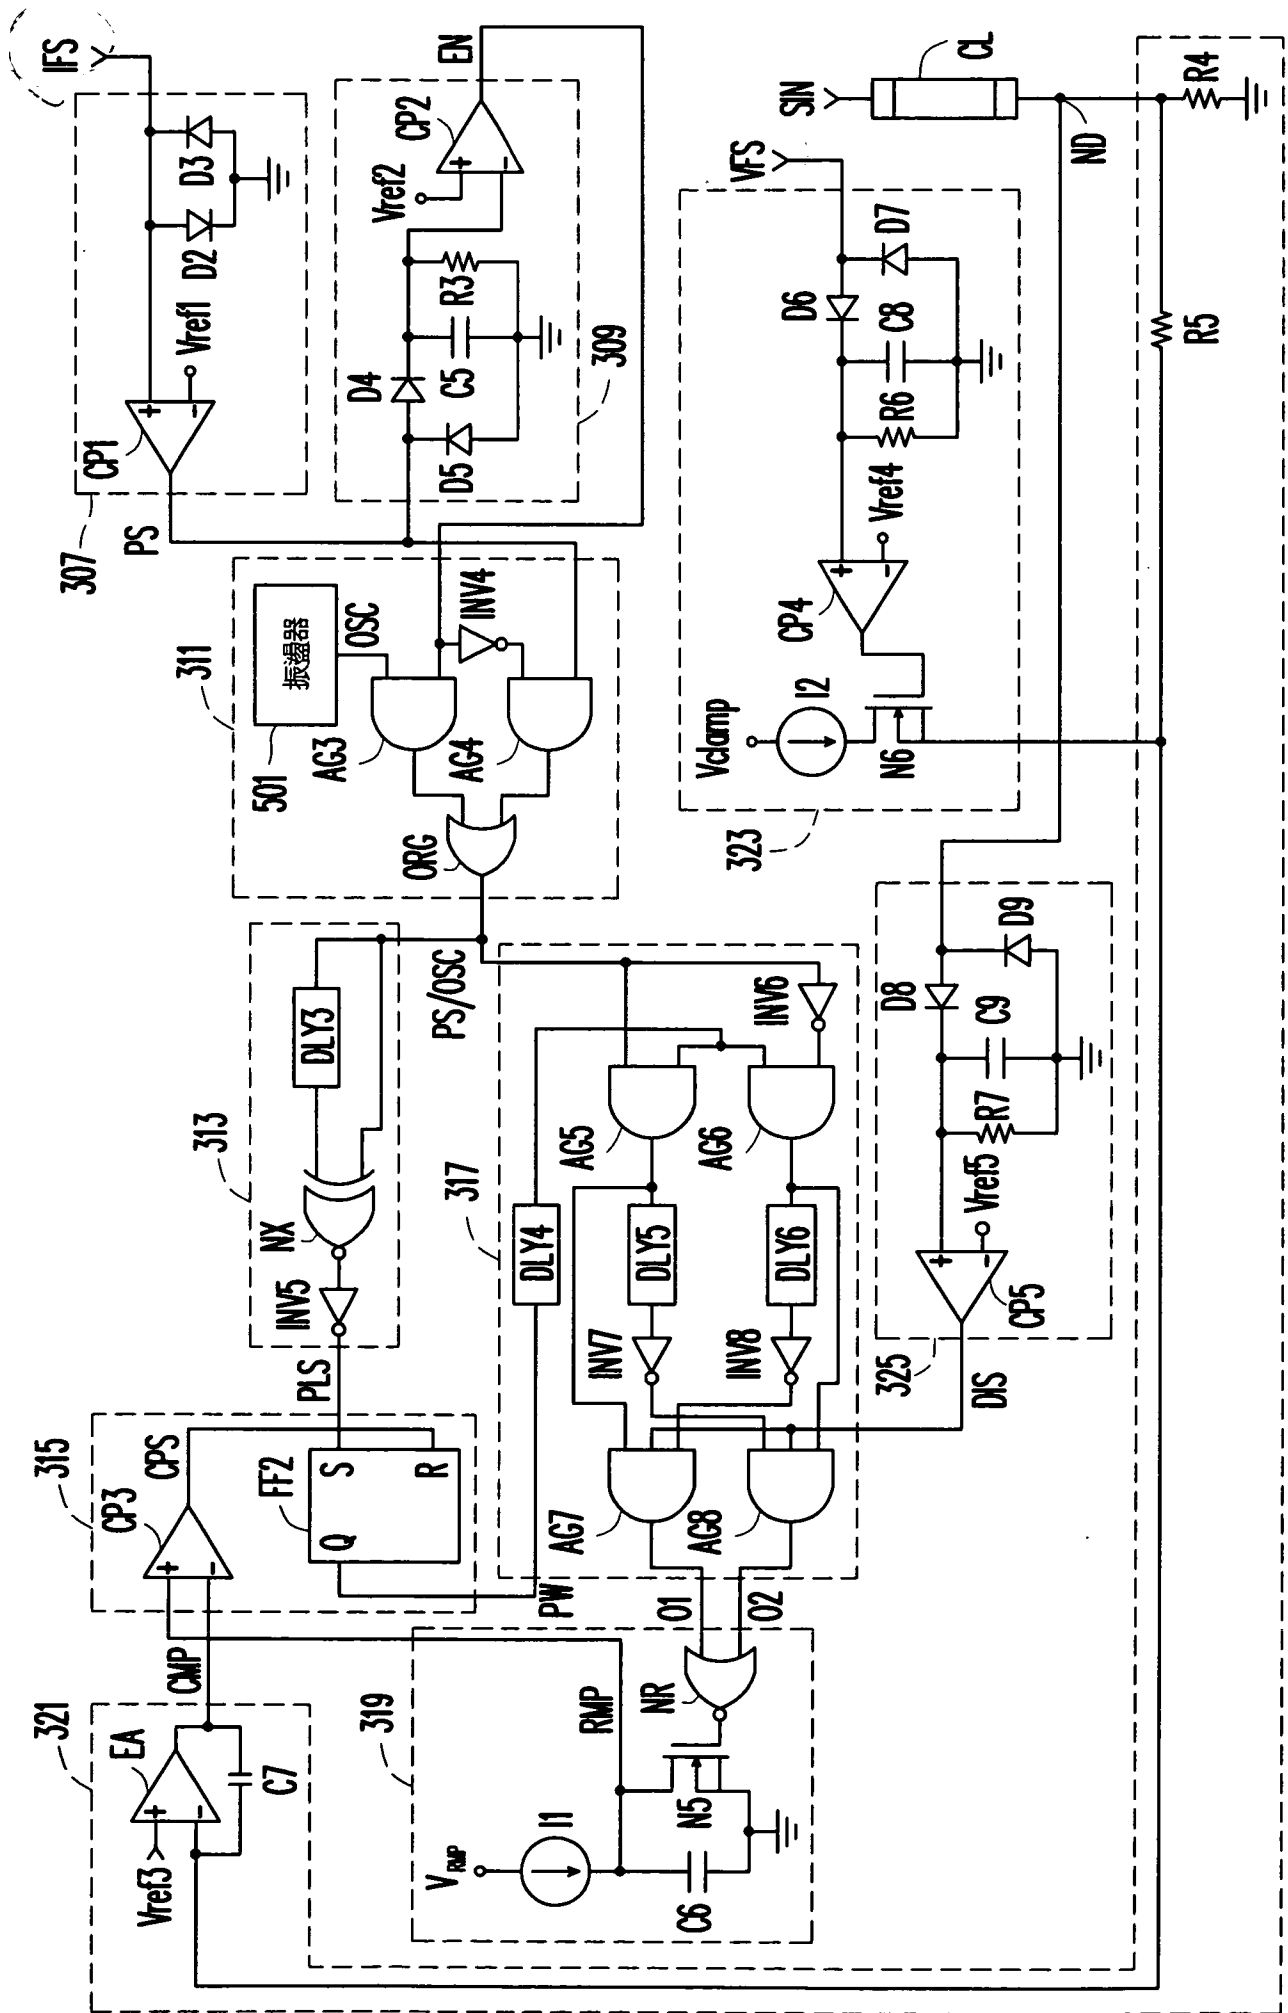 IFS
D3
D2
Vref1
CP1
307
PS
EN
CP2
Vref2
R3
C5
D4
D5
309
311
振盪器
OSC
501
INV4
AG3
AG4
ORG
PS/OSC
313
DLY3
NX
INV5
PLS
315
CPS
CP3
FF2
S
R
Q
CMP
321
EA
C7
Vref3
317
INV6
AG5
AG6
DLY4
DLY5
DLY6
INV7
INV8
AG7
AG8
PW
O1
O2
DIS
319
RMP
NR
N5
I1
VRMP
C6
SIN
CL
ND
R4
R5
VFS
D7
D6
C8
R6
Vref4
CP4
I2
Vclamp
N6
323
D9
D8
C9
R7
Vref5
CP5
325